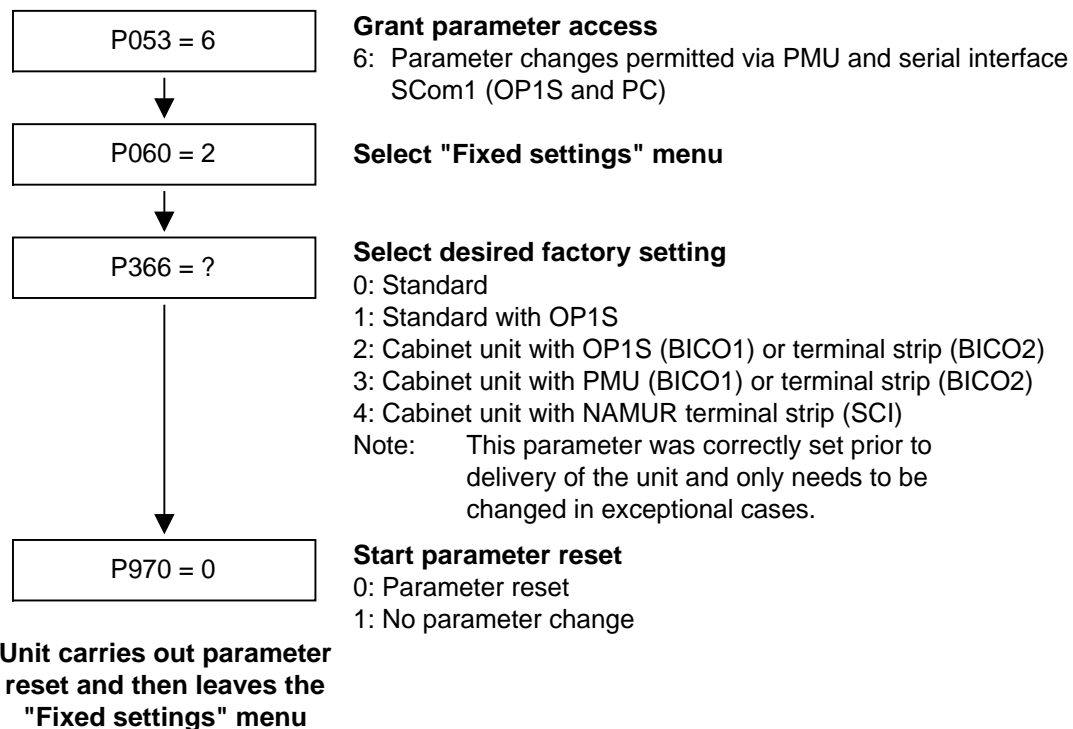 P053 = 6
Grant parameter access
6: Parameter changes permitted via PMU and serial interface
SCom1 (OP1S and PC)
P060 = 2
Select "Fixed settings" menu
P366 = ?
Select desired factory setting
0: Standard
1: Standard with OP1S
2: Cabinet unit with OP1S (BICO1) or terminal strip (BICO2)
3: Cabinet unit with PMU (BICO1) or terminal strip (BICO2)
4: Cabinet unit with NAMUR terminal strip (SCI)
Note: This parameter was correctly set prior to
delivery of the unit and only needs to be
changed in exceptional cases.
P970 = 0
Start parameter reset
0: Parameter reset
1: No parameter change
Unit carries out parameter
reset and then leaves the
"Fixed settings" menu